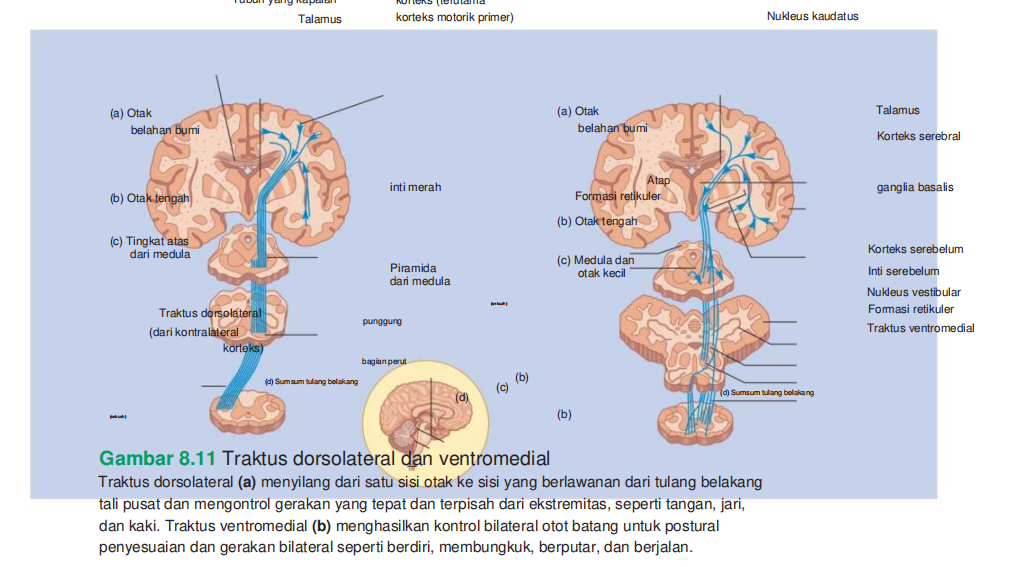 Tubuh yang kapalan
korteks (terutama
Talamus
korteks motorik primer)
Nukleus kaudatus
(a) Otak
belahan bumi
(b) Otak tengah
(c) Tingkat atas
dari medula
inti merah
Piramida
dari medula
Traktus dorsolateral
(dari kontralateral
korteks)
punggung
bagian perut
(d) Sumsum tulang belakang
(a) Otak
belahan bumi
Atap
Formasi retikuler
(b) Otak tengah
(c) Medula dan
otak kecil
Talamus
Korteks serebral
ganglia basalis
Korteks serebelum
Inti serebelum
Nukleus vestibular
Formasi retikuler
Traktus ventromedial
(d) Sumsum tulang belakang
(b)
(c)
(d)
(b)
Gambar 8.11 Traktus dorsolateral dan ventromedial
Traktus dorsolateral (a) menyilang dari satu sisi otak ke sisi yang berlawanan dari tulang belakang
tali pusat dan mengontrol gerakan yang tepat dan terpisah dari ekstremitas, seperti tangan, jari,
dan kaki. Traktus ventromedial (b) menghasilkan kontrol bilateral otot batang untuk postural
penyesuaian dan gerakan bilateral seperti berdiri, membungkuk, berputar, dan berjalan.